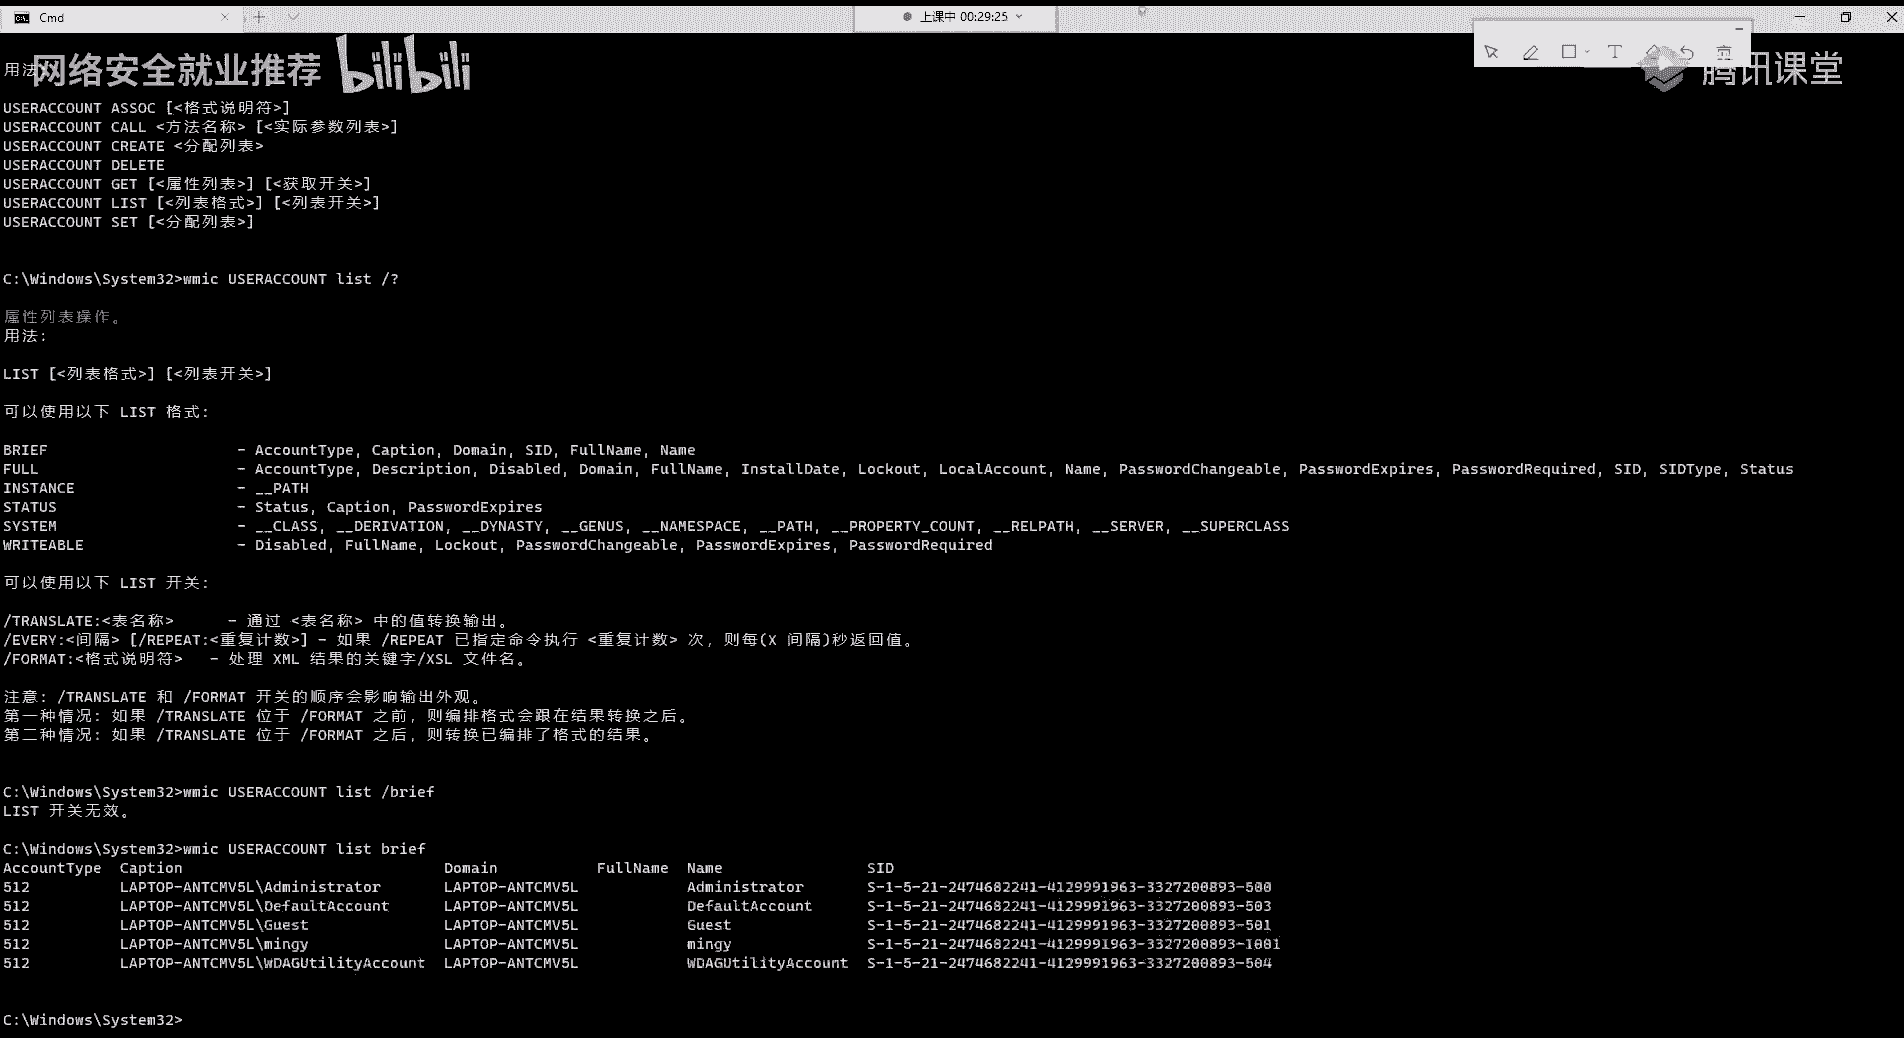 Cmd
上课中 00:29:25
网络安全就业推荐 bilibili
腾讯课堂
用法
USERACCOUNT ASSOC [<格式说明符>]
USERACCOUNT CALL <方法名称> [<实际参数列表>]
USERACCOUNT CREATE <分配列表>
USERACCOUNT DELETE
USERACCOUNT GET [<属性列表>] [<获取开关>]
USERACCOUNT LIST [<列表格式>] [<列表开关>]
USERACCOUNT SET [<分配列表>]
C:\Windows\System32>wmic USERACCOUNT list /?
属性列表操作。
用法:
LIST [<列表格式>] [<列表开关>]
可以使用以下 LIST 格式:
BRIEF - AccountType, Caption, Domain, SID, FullName, Name
FULL - AccountType, Description, Disabled, Domain, FullName, InstallDate, Lockout, LocalAccount, Name, PasswordChangeable, PasswordExpires, PasswordRequired, SID, SIDType, Status
INSTANCE - __PATH
STATUS - Status, Caption, PasswordExpires
SYSTEM - __CLASS, __DERIVATION, __DYNASTY, __GENUS, __NAMESPACE, __PATH, __PROPERTY_COUNT, __RELPATH, __SERVER, __SUPERCLASS
WRITEABLE - Disabled, FullName, Lockout, PasswordChangeable, PasswordExpires, PasswordRequired
可以使用以下 LIST 开关:
/TRANSLATE:<表名称> - 通过 <表名称> 中的值转换输出。
/EVERY:<间隔> [/REPEAT:<重复计数>] - 如果 /REPEAT 已指定命令执行 <重复计数> 次，则每(X 间隔)秒返回值。
/FORMAT:<格式说明符> - 处理 XML 结果的关键字/XSL 文件名。
注意: /TRANSLATE 和 /FORMAT 开关的顺序会影响输出外观。
第一种情况: 如果 /TRANSLATE 位于 /FORMAT 之前，则编排格式会跟在结果转换之后。
第二种情况: 如果 /TRANSLATE 位于 /FORMAT 之后，则转换已编排了格式的结果。
C:\Windows\System32>wmic USERACCOUNT list /brief
LIST 开关无效。
C:\Windows\System32>wmic USERACCOUNT list brief
AccountType Caption Domain FullName Name SID
512 LAPTOP-ANTCMV5L\Administrator LAPTOP-ANTCMV5L Administrator S-1-5-21-2474682241-4129991963-3327200893-500
512 LAPTOP-ANTCMV5L\DefaultAccount LAPTOP-ANTCMV5L DefaultAccount S-1-5-21-2474682241-4129991963-3327200893-503
512 LAPTOP-ANTCMV5L\Guest LAPTOP-ANTCMV5L Guest S-1-5-21-2474682241-4129991963-3327200893-501
512 LAPTOP-ANTCMV5L\mingy LAPTOP-ANTCMV5L mingy S-1-5-21-2474682241-4129991963-3327200893-1001
512 LAPTOP-ANTCMV5L\WDAGUtilityAccount LAPTOP-ANTCMV5L WDAGUtilityAccount S-1-5-21-2474682241-4129991963-3327200893-504
C:\Windows\System32>